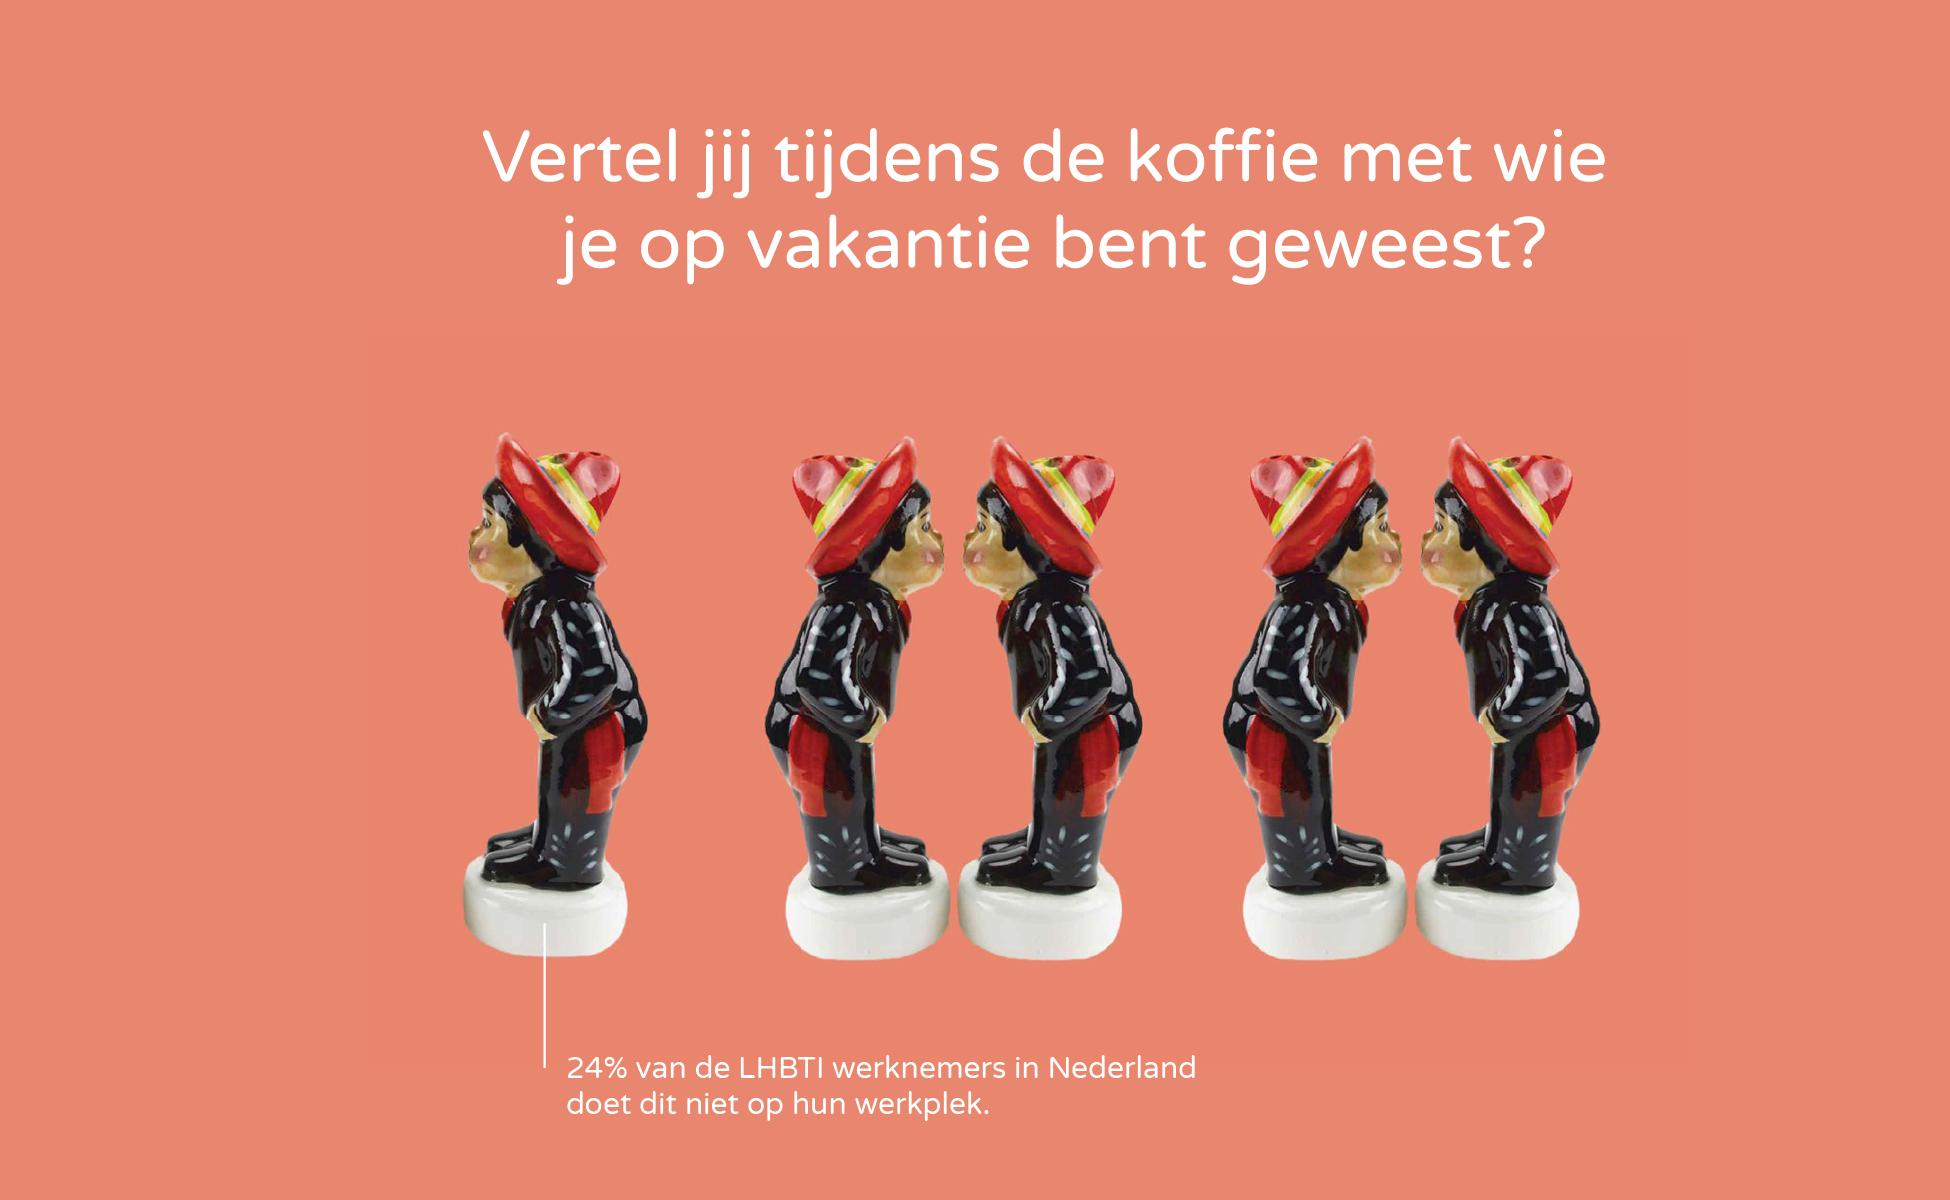 Vertel jij tijdens de koffie met wie
je op vakantie bent geweest?
24% van de LHBTI werknemers in Nederland
doet dit niet op hun werkplek.